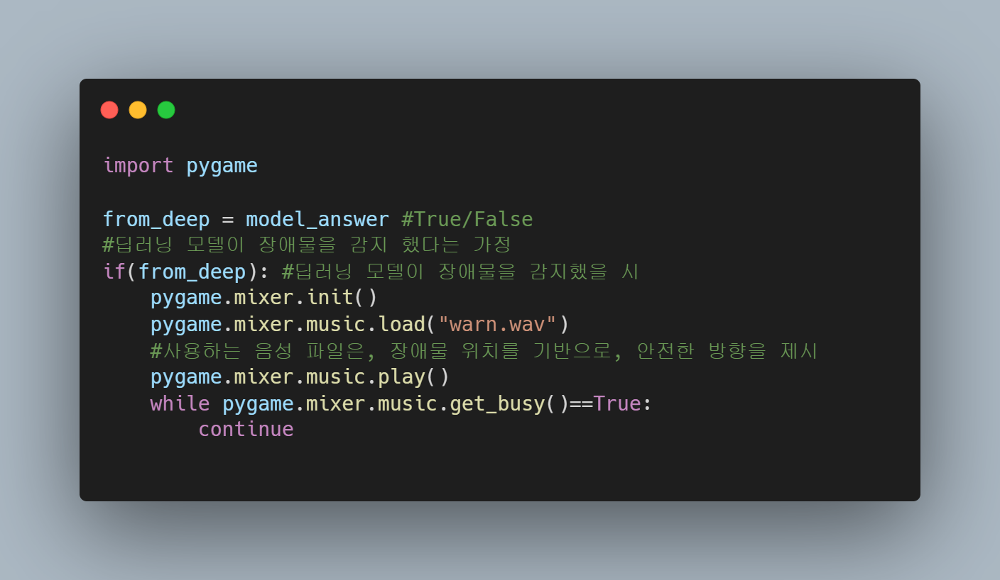 import pygame
from_deep = model_answer #True/False
#딥러닝 모델이 장애물을 감지 했다는 가정
if(from_deep): #딥러닝 모델이 장애물을 감지했을 시
    pygame.mixer.init()
    pygame.mixer.music.load("warn.wav")
    #사용하는 음성 파일은, 장애물 위치를 기반으로, 안전한 방향을 제시
    pygame.mixer.music.play()
    while pygame.mixer.music.get_busy()==True:
        continue